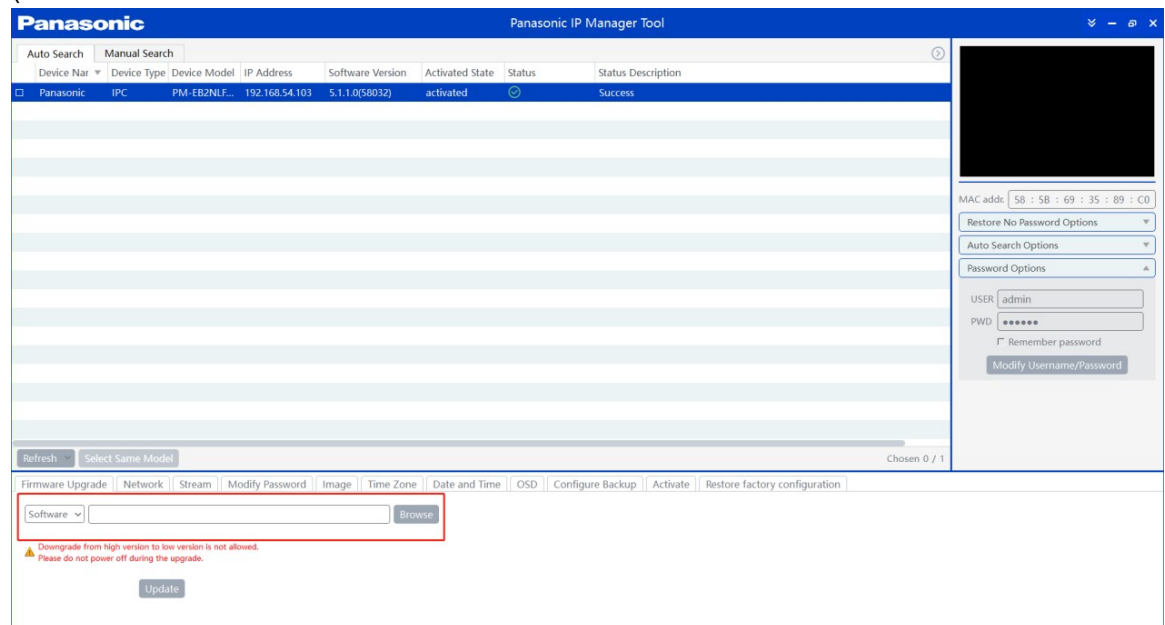 Panasonic
Panasonic IP Manager Tool
Auto Search Manual Search
Device Nar Device Type Device Model IP Address Software Version Activated State Status Status Description
Panasonic IPC PM-EB2NLF... 192.168.54.103 5.1.1.0(58032) activated Success
MAC addr. 58 : 5B : 69 : 35 : 89 : C0
Restore No Password Options
Auto Search Options
Password Options
USER admin
PWD ●●●●●●
Remember password
Modify Username/Password
Refresh Select Same Model Chosen 0 / 1
Firmware Upgrade Network Stream Modify Password Image Time Zone Date and Time OSD Configure Backup Activate Restore factory configuration
Software Browse
Downgrade from high version to low version is not allowed.
Please do not power off during the upgrade.
Update